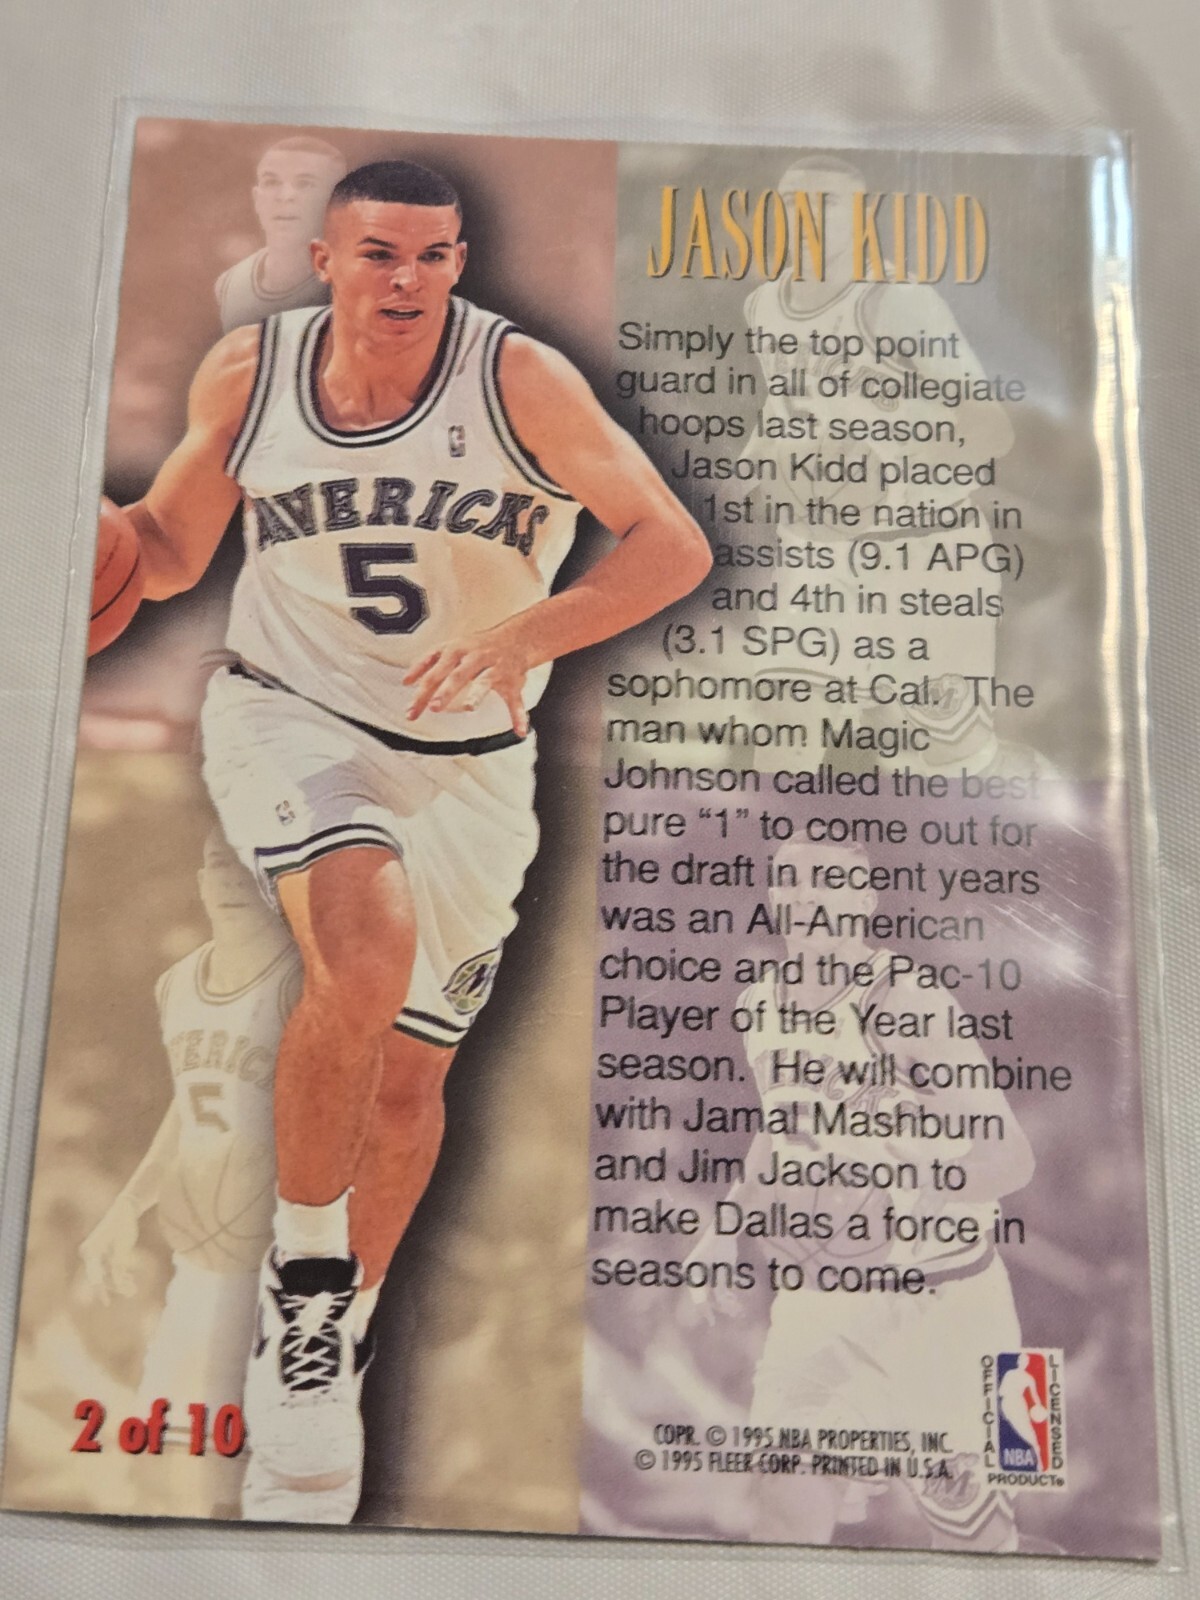 JASON KIDD
Simply the top point
guard in all of collegiate
hoops last season,
Jason Kidd placed
1st in the nation in
assists (9.1 APG)
and 4th in steals
(3.1 SPG) as a
sophomore at Cal. The
man whom Magic
Johnson called the best
pure “1” to come out for
the draft in recent years
was an All-American
choice and the Pac-10
Player of the Year last
season. He will combine
with Jamal Mashburn
and Jim Jackson to
make Dallas a force in
seasons to come.
MAVERICKS
5
M
ERICK
5
2 of 10
COPR. © 1995 NBA PROPERTIES, INC.
© 1995 FLEER CORP. PRINTED IN U.S.A.
OFFICIAL
LICENSED
NBA
PRODUCT®